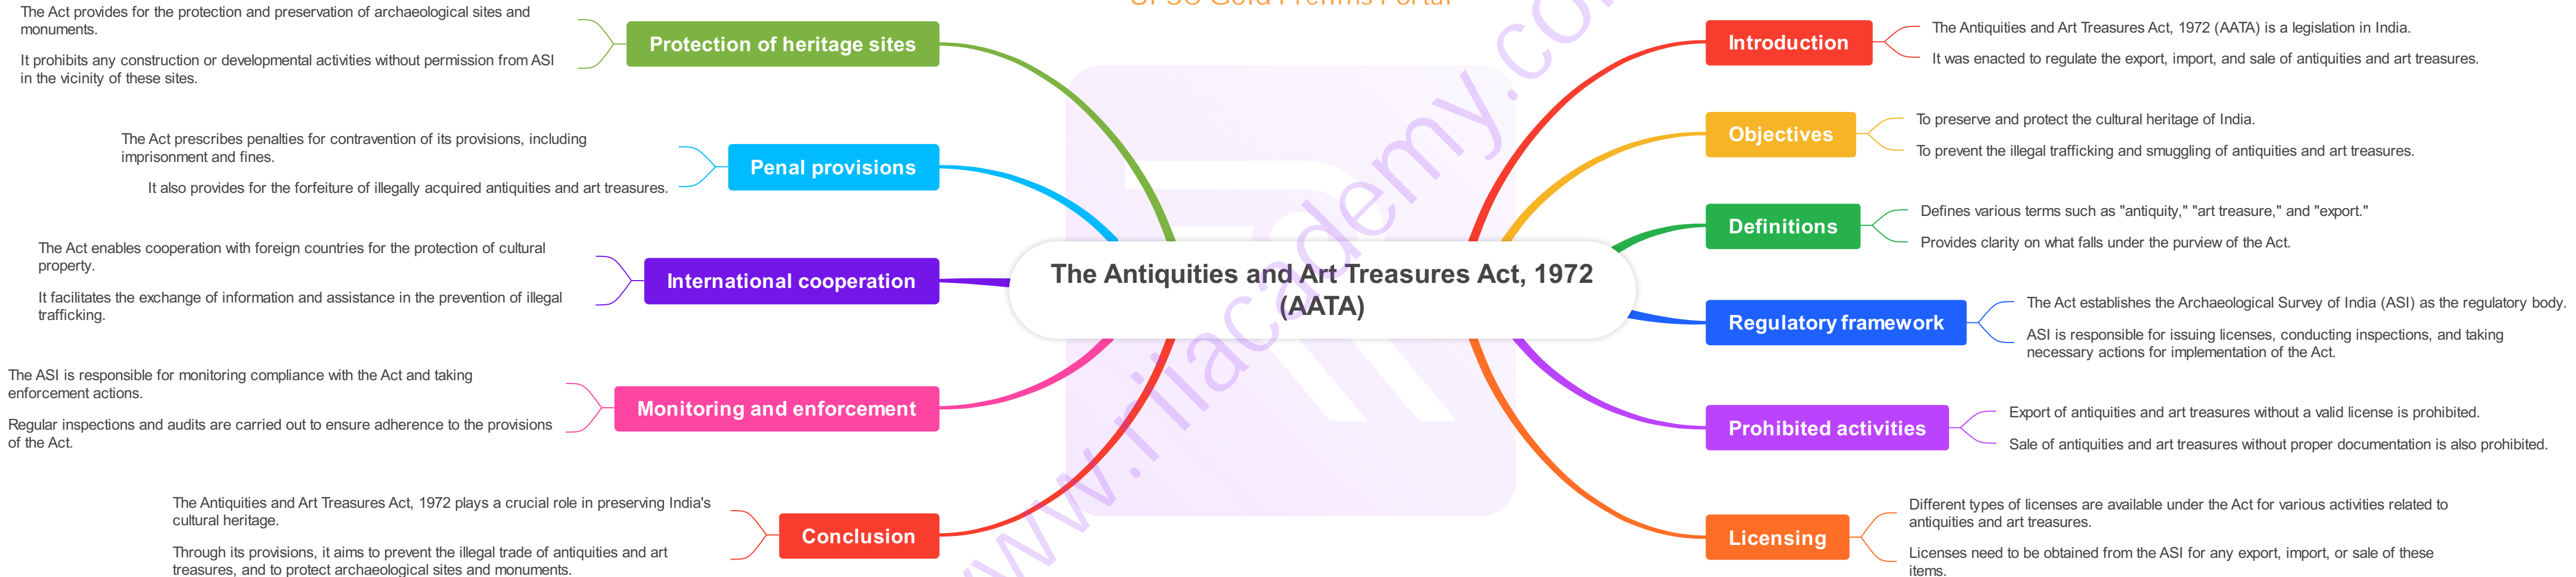 UPSC Gold Prelims Portal
The Antiquities and Art Treasures Act, 1972
(AATA)
Introduction
The Antiquities and Art Treasures Act, 1972 (AATA) is a legislation in India.
It was enacted to regulate the export, import, and sale of antiquities and art treasures.
Objectives
To preserve and protect the cultural heritage of India.
To prevent the illegal trafficking and smuggling of antiquities and art treasures.
Definitions
Defines various terms such as "antiquity," "art treasure," and "export."
Provides clarity on what falls under the purview of the Act.
Regulatory framework
The Act establishes the Archaeological Survey of India (ASI) as the regulatory body.
ASI is responsible for issuing licenses, conducting inspections, and taking
necessary actions for implementation of the Act.
Prohibited activities
Export of antiquities and art treasures without a valid license is prohibited.
Sale of antiquities and art treasures without proper documentation is also prohibited.
Licensing
Different types of licenses are available under the Act for various activities related to
antiquities and art treasures.
Licenses need to be obtained from the ASI for any export, import, or sale of these
items.
Protection of heritage sites
The Act provides for the protection and preservation of archaeological sites and
monuments.
It prohibits any construction or developmental activities without permission from ASI
in the vicinity of these sites.
Penal provisions
The Act prescribes penalties for contravention of its provisions, including
imprisonment and fines.
It also provides for the forfeiture of illegally acquired antiquities and art treasures.
International cooperation
The Act enables cooperation with foreign countries for the protection of cultural
property.
It facilitates the exchange of information and assistance in the prevention of illegal
trafficking.
Monitoring and enforcement
The ASI is responsible for monitoring compliance with the Act and taking
enforcement actions.
Regular inspections and audits are carried out to ensure adherence to the provisions
of the Act.
Conclusion
The Antiquities and Art Treasures Act, 1972 plays a crucial role in preserving India's
cultural heritage.
Through its provisions, it aims to prevent the illegal trade of antiquities and art
treasures, and to protect archaeological sites and monuments.